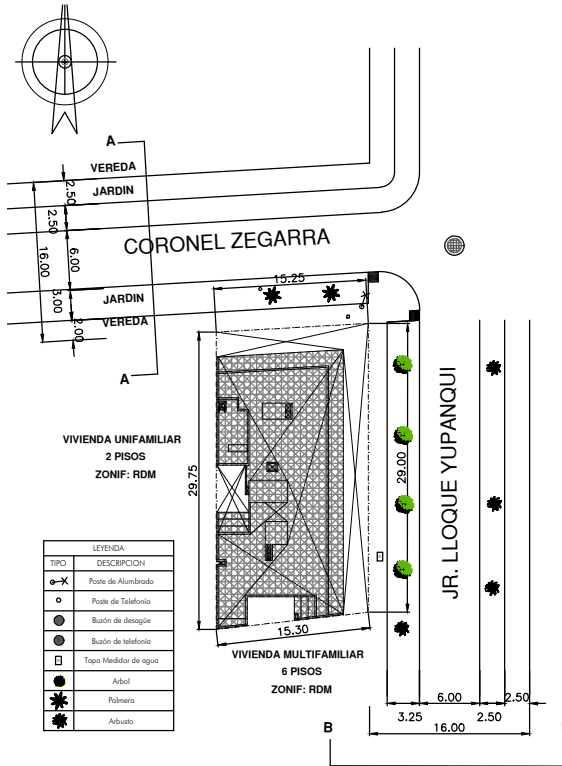 A
VEREDA
2.50
JARDIN
2.50
CORONEL ZEGARRA
16.00
6.00
15.25
3.00
JARDIN
2.00
VEREDA
A
JR. LLOQUE YUPANQUI
VIVIENDA UNIFAMILIAR
2 PISOS
ZONIF: RDM
29.75
29.00
LEYENDA
TIPO DESCRIPCION
Poste de Alumbrado
Poste de Telefonía
Buzón de desagüe
Buzón de telefonía
Tapa Medidor de agua
Arbol
Palmera
Arbusto
15.30
VIVIENDA MULTIFAMILIAR
6 PISOS
ZONIF: RDM
6.00 2.50
3.25 2.50
16.00
B